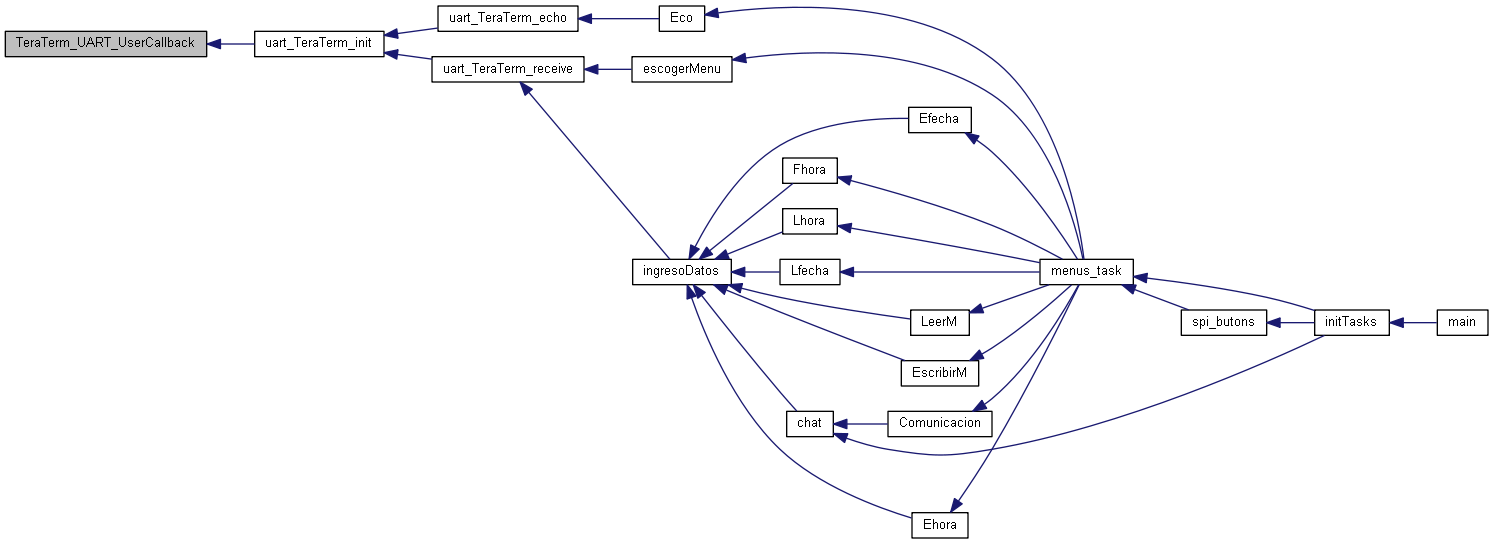 TeraTerm_UART_UserCallback
uart_TeraTerm_init
uart_TeraTerm_echo
Eco
uart_TeraTerm_receive
escogerMenu
Efecha
Fhora
Lhora
ingresoDatos
Lfecha
menus_task
LeerM
spi_butons
initTasks
main
EscribirM
chat
Comunicacion
Ehora